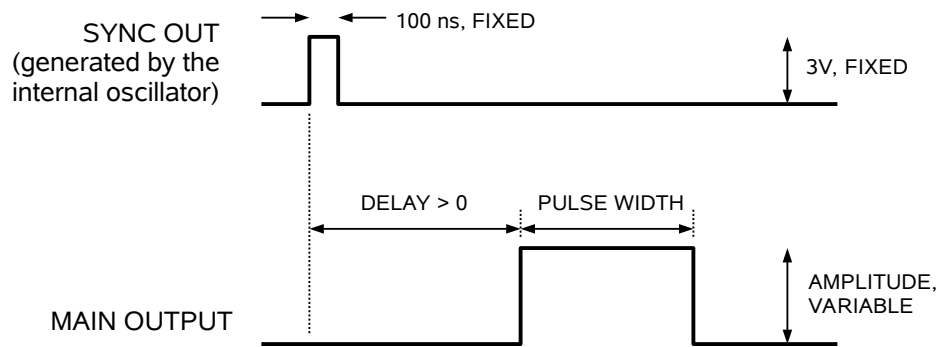 100 ns, FIXED
SYNC OUT
(generated by the
internal oscillator)
3V, FIXED
DELAY > 0
PULSE WIDTH
AMPLITUDE,
VARIABLE
MAIN OUTPUT